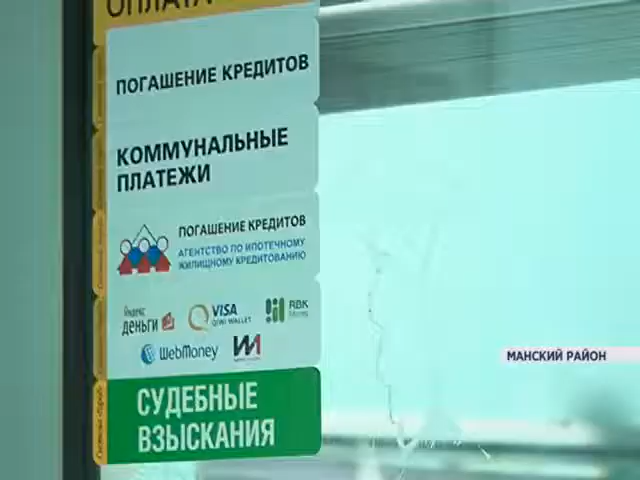 ОПЛАТА
ПОГАШЕНИЕ КРЕДИТОВ
КОММУНАЛЬНЫЕ
ПЛАТЕЖИ
ПОГАШЕНИЕ КРЕДИТОВ
АГЕНТСТВО ПО ИПОТЕЧНОМУ
ЖИЛИЩНОМУ КРЕДИТОВАНИЮ
Яндекс
деньги
VISA
QIWI WALLET
RBK
Money
WebMoney
МАНСКИЙ РАЙОН
СУДЕБНЫЕ
ВЗЫСКАНИЯ